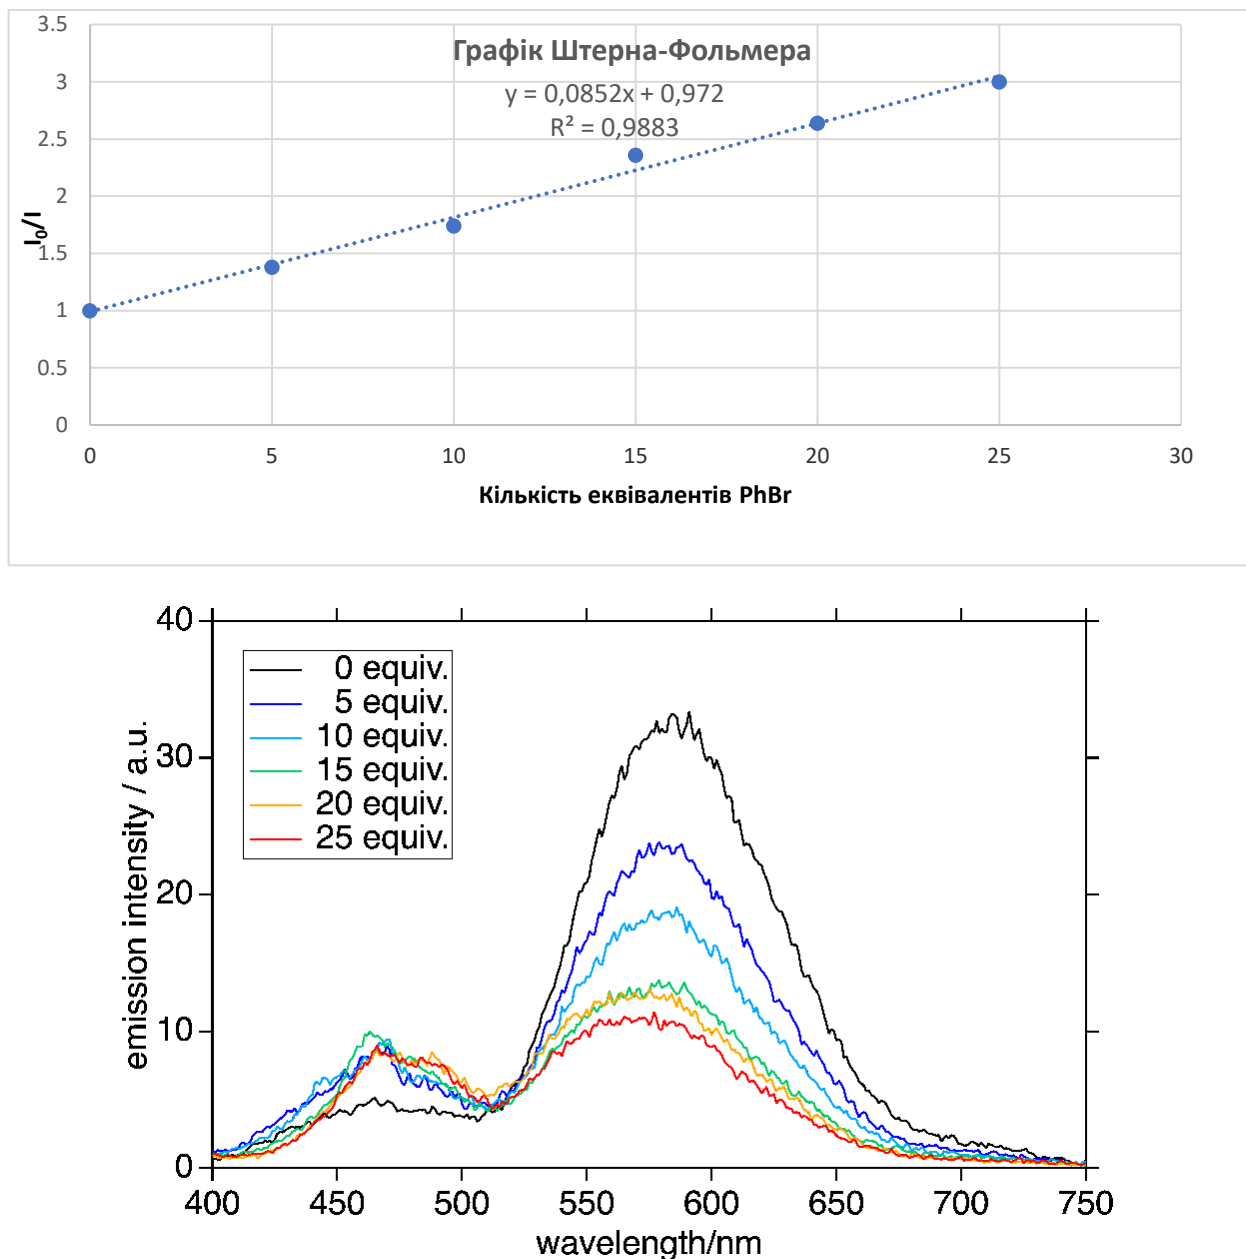 3.5
Графік Штерна-Фольмера
3
y = 0,0852x + 0,972
R² = 0,9883
2.5
2
I₀/I
1.5
1
0.5
0
0 5 10 15 20 25 30
Кількість еквівалентів PhBr
40
0 equiv.
5 equiv.
10 equiv.
15 equiv.
20 equiv.
25 equiv.
30
20
10
0
emission intensity / a.u.
400 450 500 550 600 650 700 750
wavelength/nm